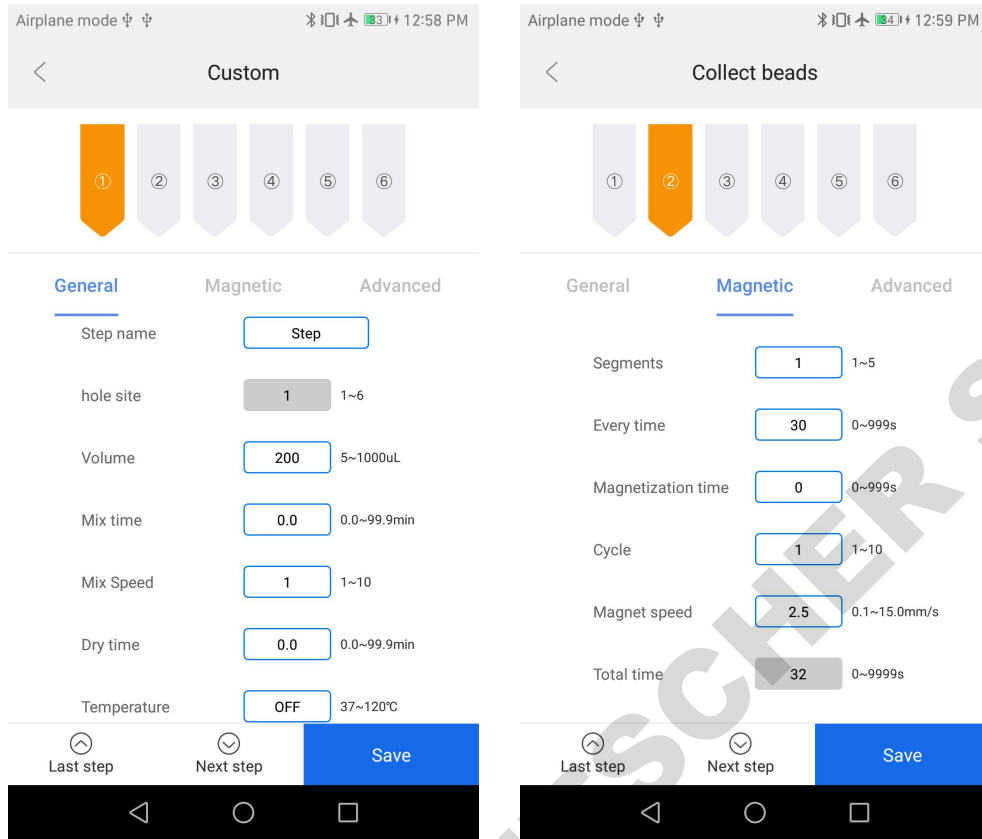 Airplane mode 33 12:58 PM
Custom
① ② ③ ④ ⑤ ⑥
General Magnetic Advanced
Step name Step
hole site 1 1~6
Volume 200 5~1000uL
Mix time 0.0 0.0~99.9min
Mix Speed 1 1~10
Dry time 0.0 0.0~99.9min
Temperature OFF 37~120℃
Last step Next step Save
Airplane mode 34 12:59 PM
Collect beads
① ② ③ ④ ⑤ ⑥
General Magnetic Advanced
Segments 1 1~5
Every time 30 0~999s
Magnetization time 0 0~999s
Cycle 1 1~10
Magnet speed 2.5 0.1~15.0mm/s
Total time 32 0~9999s
Last step Next step Save